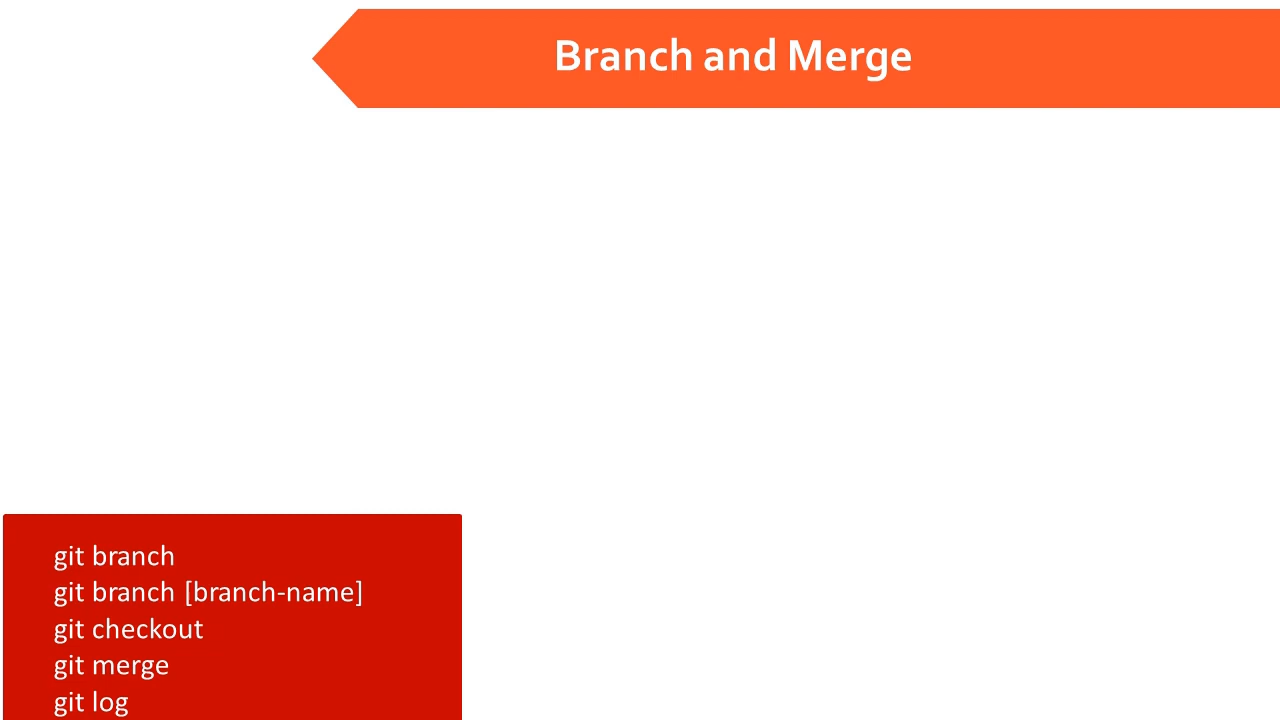 Branch and Merge
git branch
git branch [branch-name]
git checkout
git merge
git log